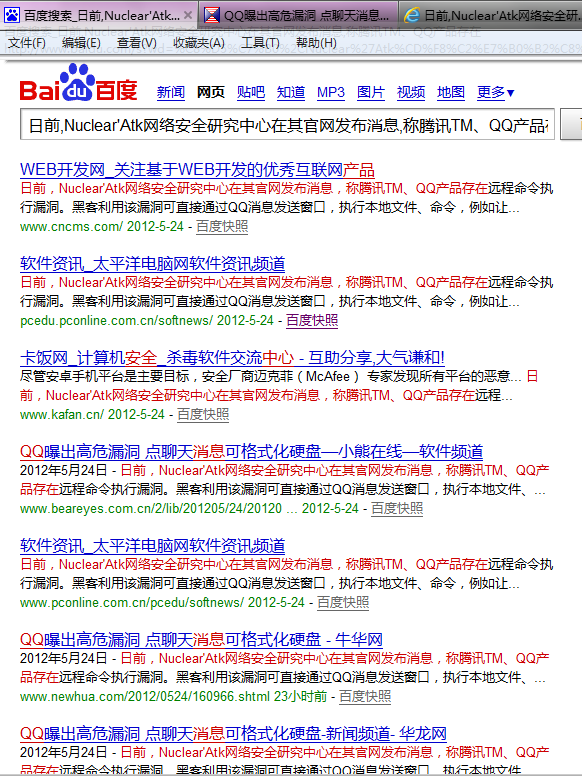 百度搜索_日前,Nuclear'Atk...
QQ曝出高危漏洞 点聊天消息...
日前,Nuclear'Atk网络安全研
文件(F) 编辑(E) 查看(V) 收藏夹(A) 工具(T) 帮助(H)
Bai du 百度
新闻 网页 贴吧 知道 MP3 图片 视频 地图 更多▼
日前,Nuclear'Atk网络安全研究中心在其官网发布消息,称腾讯TM、QQ产品存
WEB开发网_关注基于WEB开发的优秀互联网产品
日前，Nuclear'Atk网络安全研究中心在其官网发布消息，称腾讯TM、QQ产品存在远程命令执
行漏洞。黑客利用该漏洞可直接通过QQ消息发送窗口，执行本地文件、命令，例如让...
www.cncms.com/ 2012-5-24 - 百度快照
软件资讯_太平洋电脑网软件资讯频道
日前，Nuclear'Atk网络安全研究中心在其官网发布消息，称腾讯TM、QQ产品存在远程命令执
行漏洞。黑客利用该漏洞可直接通过QQ消息发送窗口，执行本地文件、命令，例如让...
pcedu.pconline.com.cn/softnews/ 2012-5-24 - 百度快照
卡饭网_计算机安全_杀毒软件交流中心 - 互助分享,大气谦和!
尽管安卓手机平台是主要目标，安全厂商迈克菲（McAfee） 专家发现所有平台的恶意... 日
前，Nuclear'Atk网络安全研究中心在其官网发布消息，称腾讯TM、QQ产品存在远程...
www.kafan.cn/ 2012-5-24 - 百度快照
QQ曝出高危漏洞 点聊天消息可格式化硬盘—小熊在线—软件频道
2012年5月24日 - 日前，Nuclear'Atk网络安全研究中心在其官网发布消息，称腾讯TM、QQ产
品存在远程命令执行漏洞。黑客利用该漏洞可直接通过QQ消息发送窗口，执行本地文件、...
www.beareyes.com.cn/2/lib/201205/24/20120 ... 2012-5-24 - 百度快照
软件资讯_太平洋电脑网软件资讯频道
日前，Nuclear'Atk网络安全研究中心在其官网发布消息，称腾讯TM、QQ产品存在远程命令执
行漏洞。黑客利用该漏洞可直接通过QQ消息发送窗口，执行本地文件、命令，例如让...
www.pconline.com.cn/pcedu/softnews/ 2012-5-24 - 百度快照
QQ曝出高危漏洞 点聊天消息可格式化硬盘 - 牛华网
2012年5月24日 - 日前，Nuclear'Atk网络安全研究中心在其官网发布消息，称腾讯TM、QQ产
品存在远程命令执行漏洞。黑客利用该漏洞可直接通过QQ消息发送窗口，执行本地文件、...
www.newhua.com/2012/0524/160966.shtml 23小时前 - 百度快照
QQ曝出高危漏洞 点聊天消息可格式化硬盘-新闻频道- 华龙网
2012年5月24日 - 日前，Nuclear'Atk网络安全研究中心在其官网发布消息，称腾讯TM、QQ产
品存在远程命令执行漏洞。黑客利用该漏洞可直接通过QQ消息发送窗口，执行本地文件、...